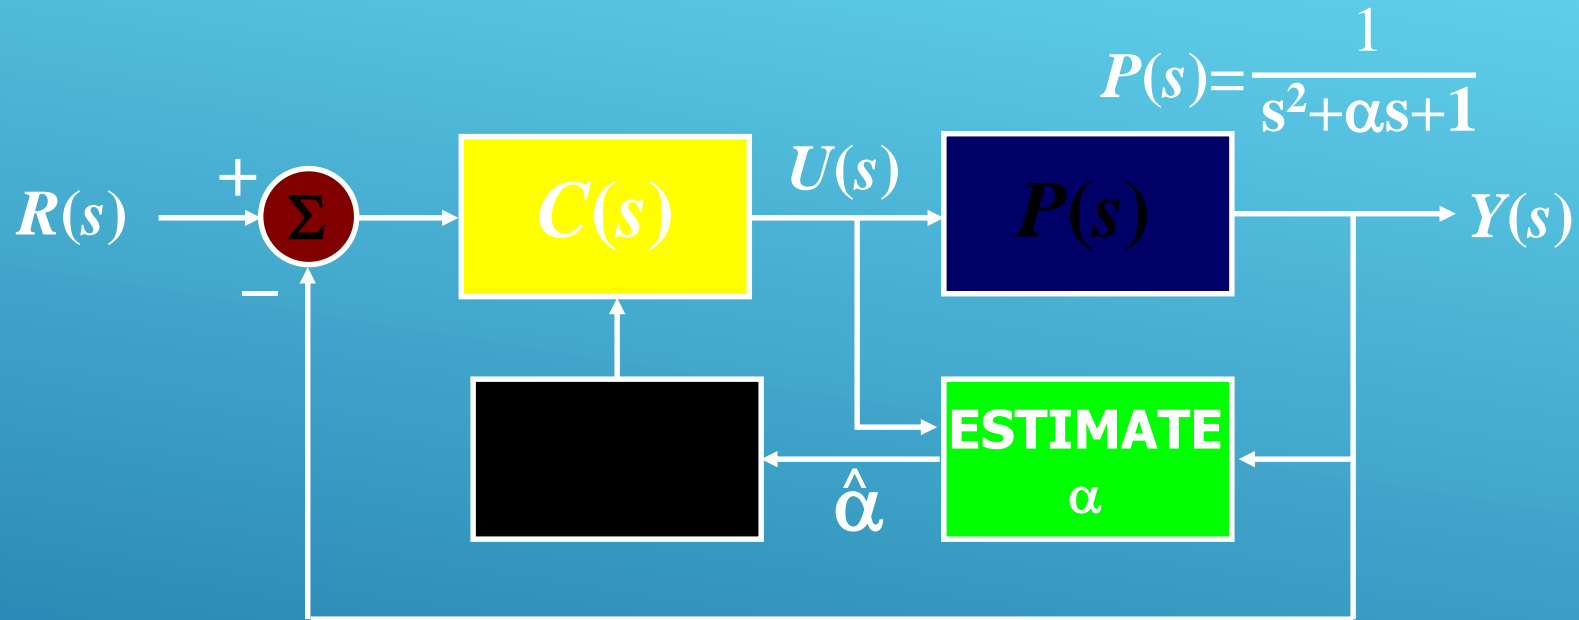 P(s)=1/(s²+αs+1)
+
R(s)
Σ
C(s)
U(s)
P(s)
Y(s)
−
ESTIMATE
α
α̂